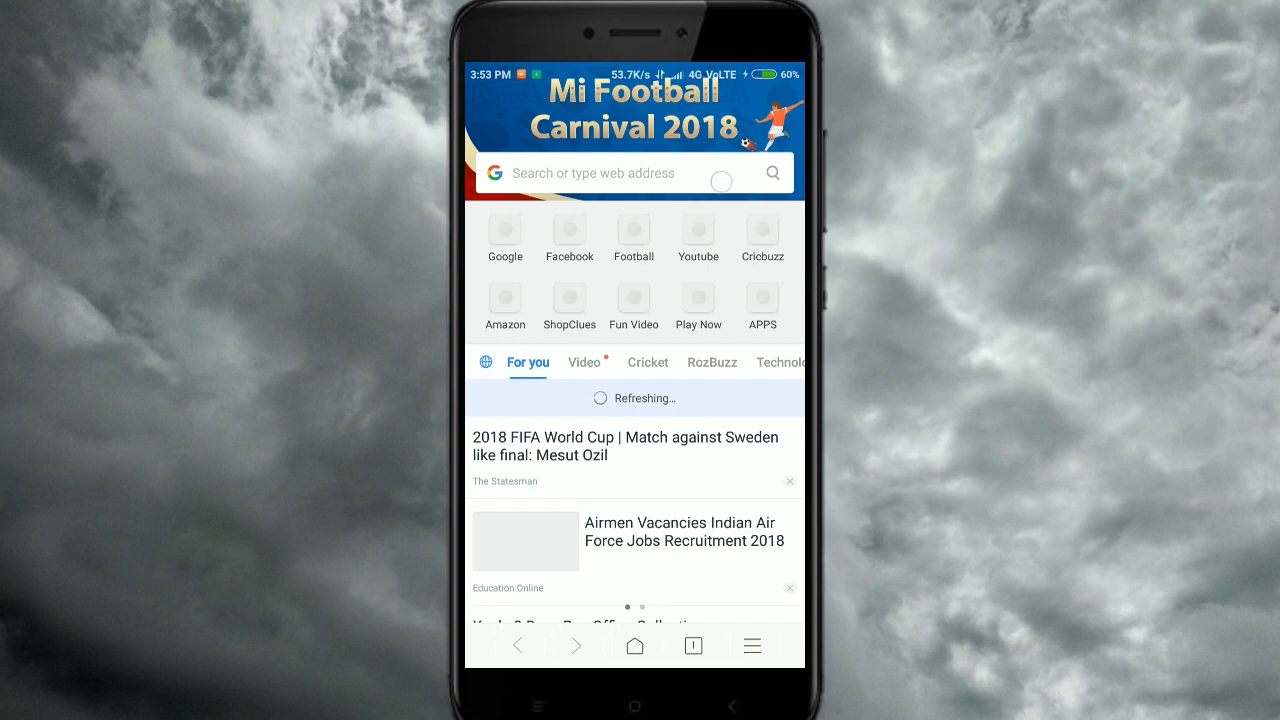 3:53 PM 53.7K/s 4G VoLTE 60%
Mi Football
Carnival 2018
Search or type web address
Google Facebook Football Youtube Cricbuzz
Amazon ShopClues Fun Video Play Now APPS
For you Video Cricket RozBuzz Technolo
Refreshing...
2018 FIFA World Cup | Match against Sweden
like final: Mesut Ozil
The Statesman
Airmen Vacancies Indian Air
Force Jobs Recruitment 2018
Education Online